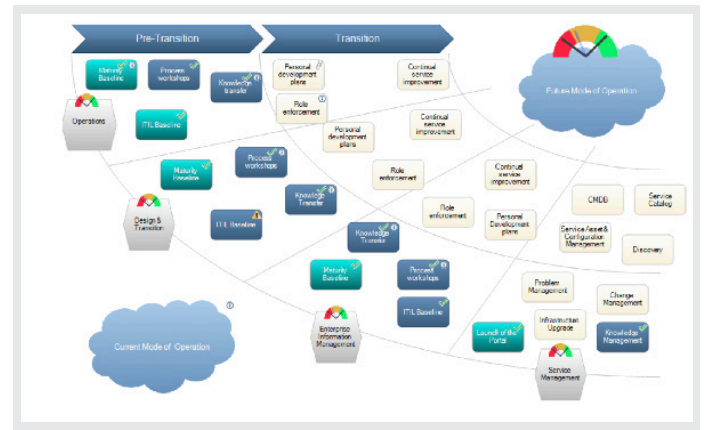 Pre-Transition
Transition
Maturity
Baseline
Process
workshops
Knowledge
transfer
Personal
development
plans
Continual
service
improvement
Future Mode of Operation
Operations
ITIL Baseline
Role
enforcement
Personal
development
plans
Continual
service
improvement
Maturity
Baseline
Process
workshops
Role
enforcement
Continual
service
improvement
Design &
Transition
ITIL Baseline
Knowledge
Transfer
Role
enforcement
Personal
Development
plans
CMDB
Service
Catalog
Service Asset &
Configuration
Management
Discovery
Knowledge
Transfer
Maturity
Baseline
Process
workshops
ITIL Baseline
Problem
Management
Change
Management
Current Mode of Operation
Enterprise
Information
Management
Launch of the
Portal
Infrastructure
Upgrade
Knowledge
Management
Service
Management